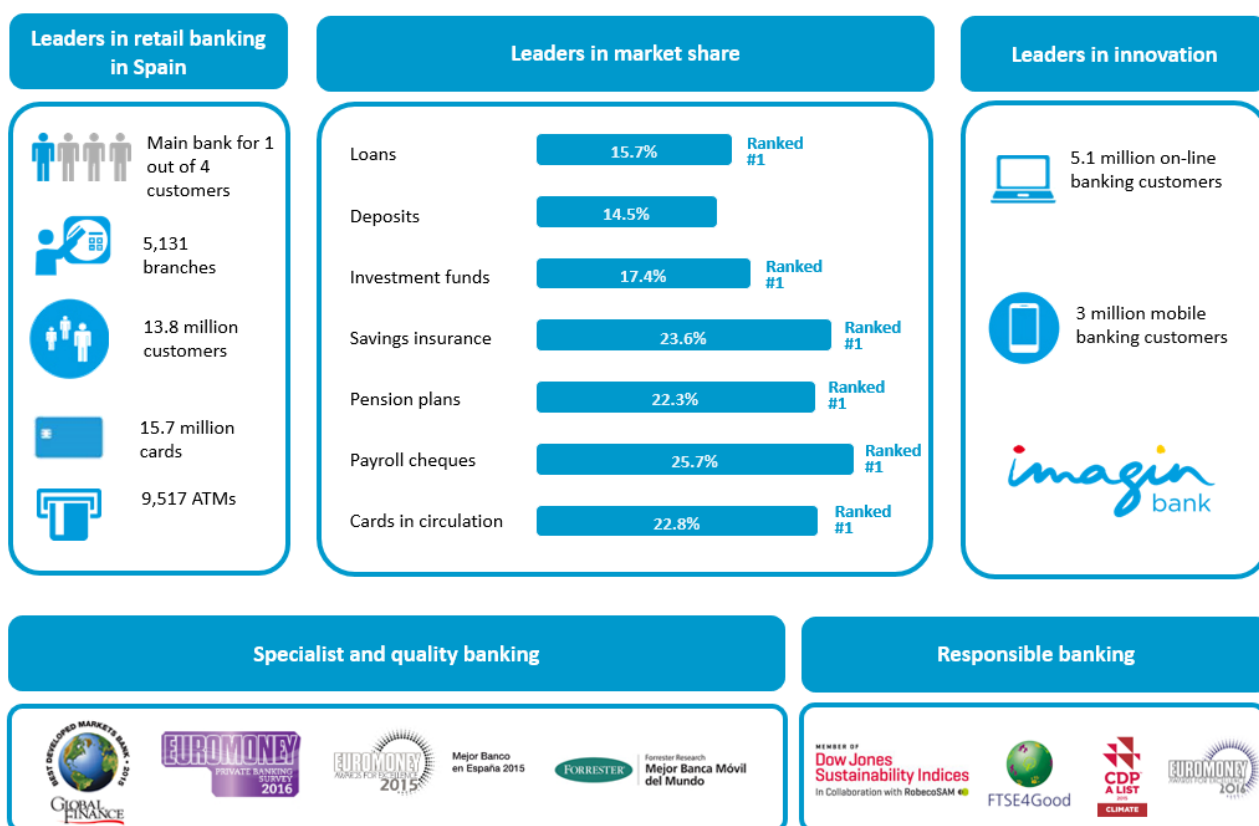 Leaders in retail banking
in Spain
Main bank for 1
out of 4
customers
5,131
branches
13.8 million
customers
15.7 million
cards
9,517 ATMs
Leaders in market share
Loans
15.7%
Ranked
#1
Deposits
14.5%
Investment funds
17.4%
Ranked
#1
Savings insurance
23.6%
Ranked
#1
Pension plans
22.3%
Ranked
#1
Payroll cheques
25.7%
Ranked
#1
Cards in circulation
22.8%
Ranked
#1
Leaders in innovation
5.1 million on-line
banking customers
3 million mobile
banking customers
imagin
bank
Specialist and quality banking
BEST DEVELOPED MARKETS BANK • 2015
GLOBAL
FINANCE
EUROMONEY
PRIVATE BANKING
SURVEY
2016
EUROMONEY
AWARDS FOR EXCELLENCE
2015
Mejor Banco
en España 2015
FORRESTER
Forrester Research
Mejor Banca Móvil
del Mundo
Responsible banking
MEMBER OF
Dow Jones
Sustainability Indices
In Collaboration with RobecoSAM
FTSE4Good
CDP
A LIST
2015
CLIMATE
EUROMONEY
AWARDS FOR EXCELLENCE
2016